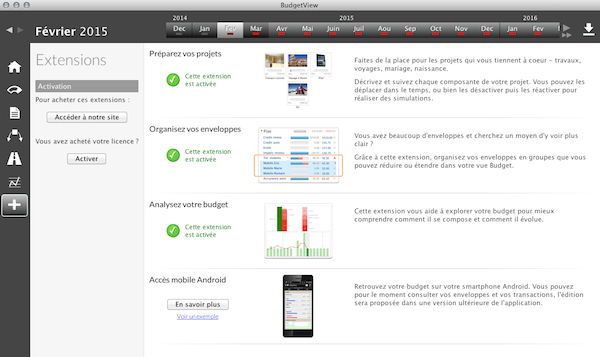 BudgetView
Février 2015
2014 2015 2016
Dec Jan Fév Mar Avr Mai Juin Juil Aou Sep Oct Nov Dec Jan Fév
Extensions
Activation
Pour acheter ces extensions :
Accéder à notre site
Vous avez acheté votre licence ?
Activer
Préparez vos projets
Cette extension
est activée
Faites de la place pour les projets qui vous tiennent à coeur - travaux,
voyages, mariage, naissance.
Décrivez et suivez chaque composante de votre projet. Vous pouvez les
déplacer dans le temps, ou bien les désactiver puis les réactiver pour
réaliser des simulations.
Organisez vos enveloppes
Cette extension
est activée
Vous avez beaucoup d'enveloppes et cherchez un moyen d'y voir plus
clair ?
Grâce à cette extension, organisez vos enveloppes en groupes que vous
pouvez réduire ou étendre dans votre vue Budget.
Analysez votre budget
Cette extension
est activée
Cette extension vous aide à explorer votre budget pour mieux
comprendre comment il se compose et comment il évolue.
Accès mobile Android
En savoir plus
Voir un exemple
Retrouvez votre budget sur votre smartphone Android. Vous pouvez
pour le moment consulter vos enveloppes et vos transactions, l'édition
sera proposée dans une version ultérieure de l'application.